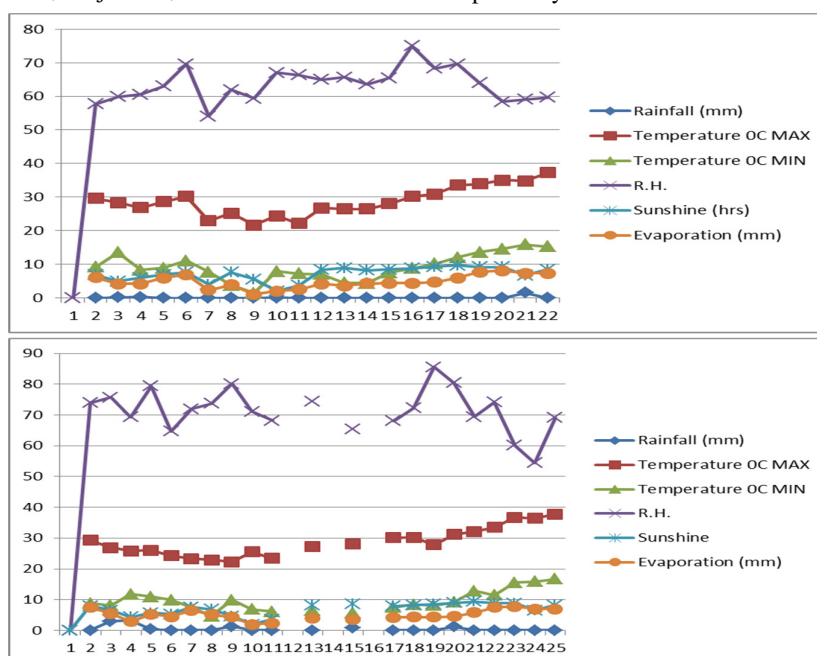 80
70
60
50
40
30
20
10
0
1 2 3 4 5 6 7 8 9 10 11 12 13 14 15 16 17 18 19 20 21 22
Rainfall (mm)
Temperature 0C MAX
Temperature 0C MIN
R.H.
Sunshine (hrs)
Evaporation (mm)
90
80
70
60
50
40
30
20
10
0
1 2 3 4 5 6 7 8 9 10 11 12 13 14 15 16 17 18 19 20 21 22 23 24 25
Rainfall (mm)
Temperature 0C MAX
Temperature 0C MIN
R.H.
Sunshine
Evaporation (mm)